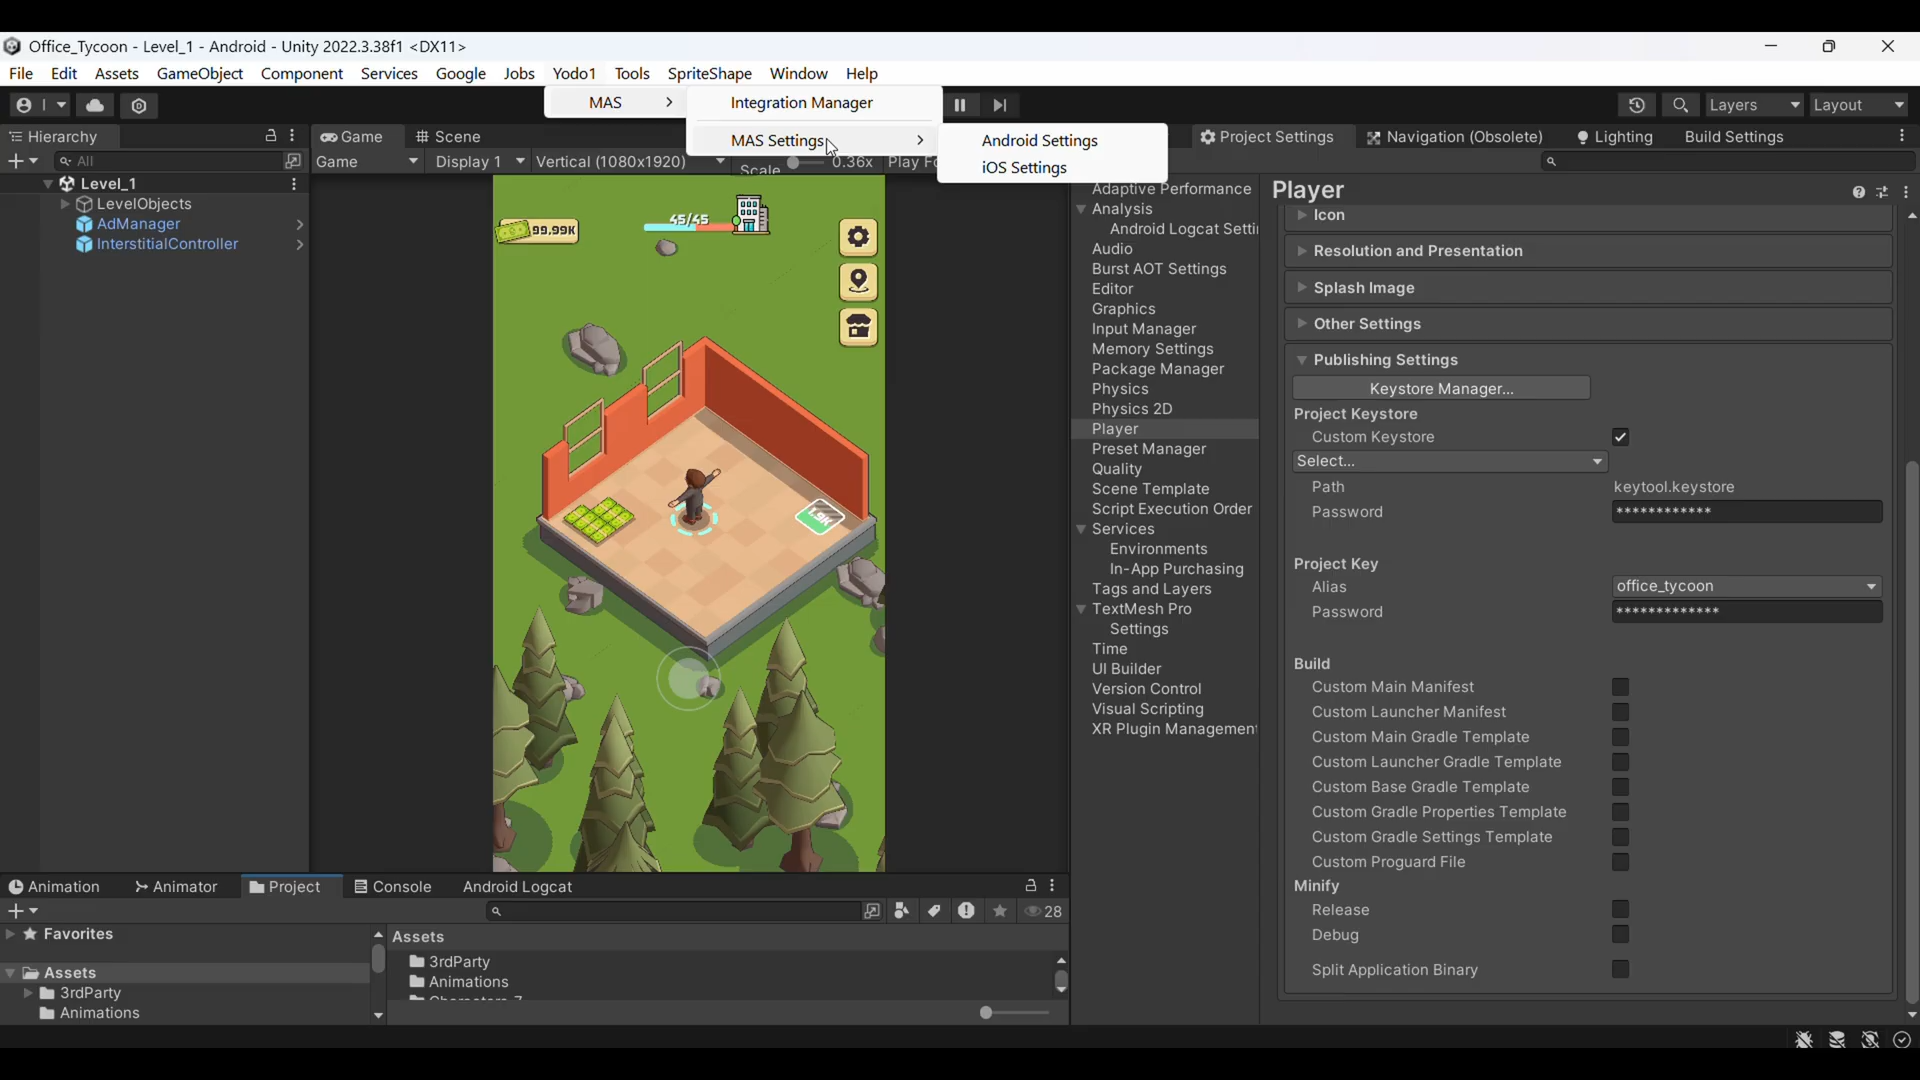 Office_Tycoon - Level_1 - Android - Unity 2022.3.38f1 <DX11>
File Edit Assets GameObject Component Services Google Jobs Yodo1 Tools SpriteShape Window Help
MAS
Integration Manager
MAS Settings
Android Settings
iOS Settings
Layers
Layout
Hierarchy
All
Level_1
LevelObjects
AdManager
InterstitialController
Game
Scene
Game
Display 1
Vertical (1080x1920)
Scale
0.36x
Play
99,99K
45/45
1.9K
Project Settings
Navigation (Obsolete)
Lighting
Build Settings
Adaptive Performance
Analysis
Android Logcat Setti
Audio
Burst AOT Settings
Editor
Graphics
Input Manager
Memory Settings
Package Manager
Physics
Physics 2D
Player
Preset Manager
Quality
Scene Template
Script Execution Order
Services
Environments
In-App Purchasing
Tags and Layers
TextMesh Pro
Settings
Time
UI Builder
Version Control
Visual Scripting
XR Plugin Management
Player
Icon
Resolution and Presentation
Splash Image
Other Settings
Publishing Settings
Keystore Manager...
Project Keystore
Custom Keystore
Select...
Path keytool.keystore
Password ************
Project Key
Alias office_tycoon
Password *************
Build
Custom Main Manifest
Custom Launcher Manifest
Custom Main Gradle Template
Custom Launcher Gradle Template
Custom Base Gradle Template
Custom Gradle Properties Template
Custom Gradle Settings Template
Custom Proguard File
Minify
Release
Debug
Split Application Binary
Animation
Animator
Project
Console
Android Logcat
28
Favorites
Assets
3rdParty
Animations
Assets
3rdParty
Animations